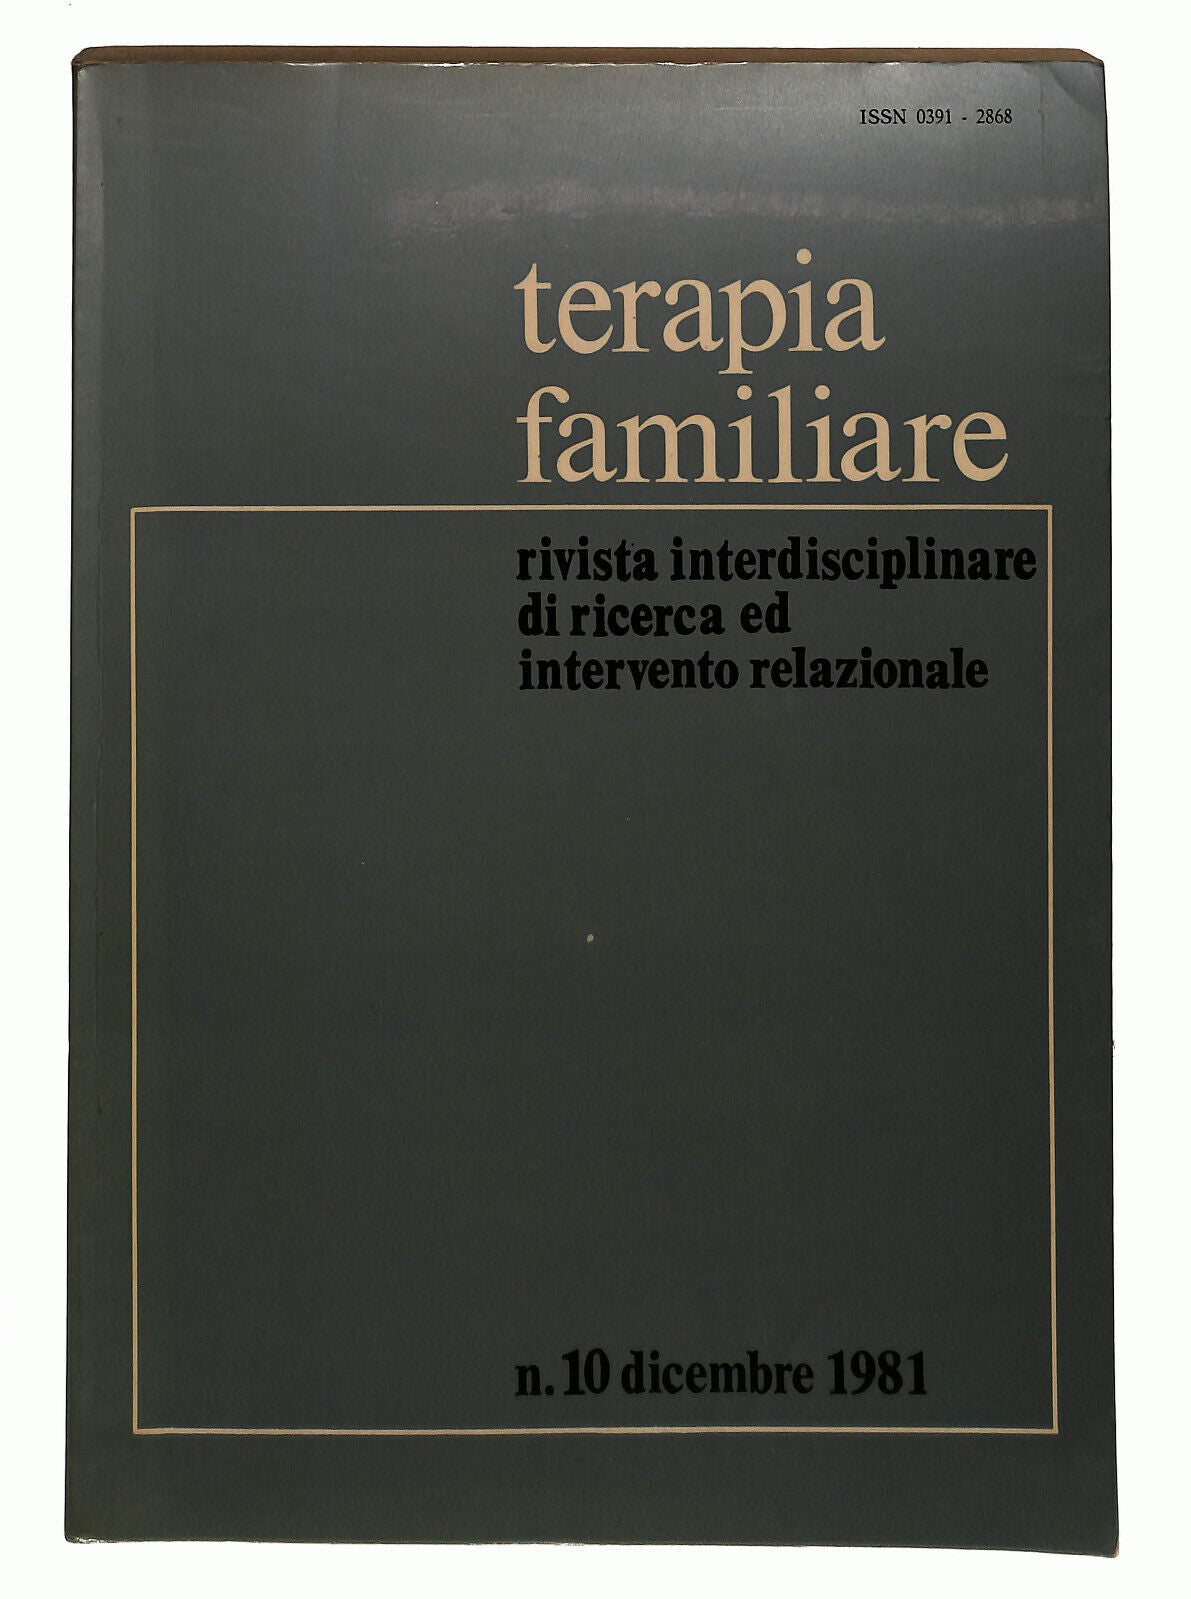 ISSN 0391 - 2868
terapia
familiare
rivista interdisciplinare
di ricerca ed
intervento relazionale
n. 10 dicembre 1981